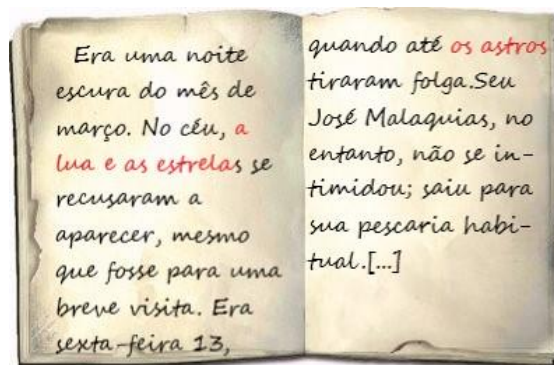 Era uma noite
escura do mês de
março. No céu, a
lua e as estrelas se
recusaram a
aparecer, mesmo
que fosse para uma
breve visita. Era
sexta-feira 13,
quando até os astros
tiraram folga.Seu
José Malaquias, no
entanto, não se in-
timidou; saiu para
sua pescaria habi-
tual.[...]